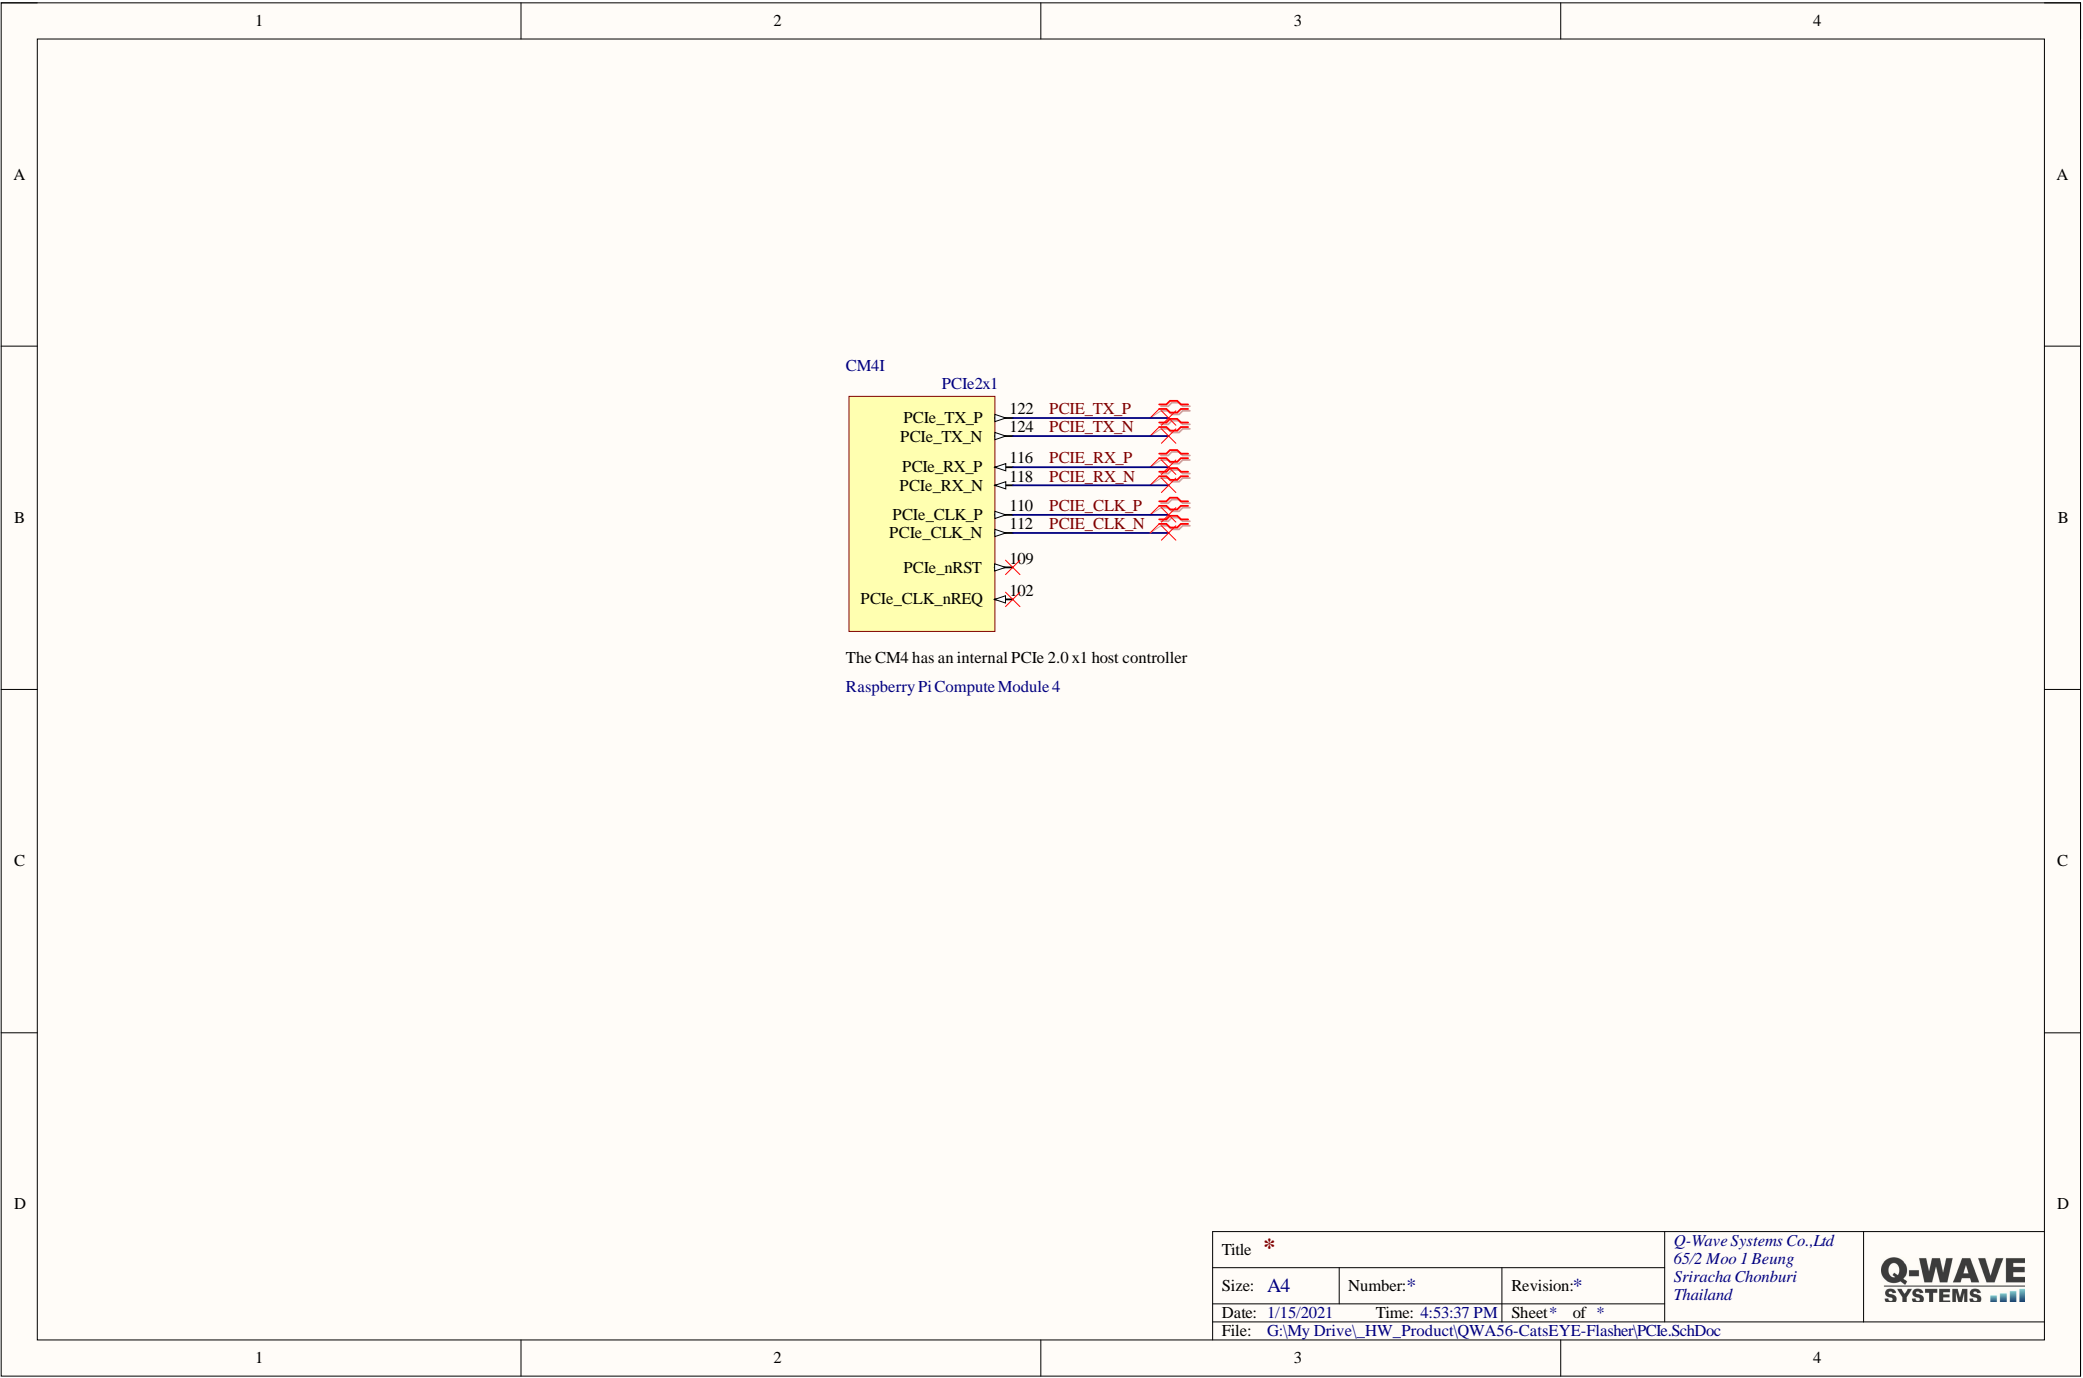 1 2 3 4
A A
CM4I
PCIe2x1
PCIe_TX_P 122 PCIE_TX_P
PCIe_TX_N 124 PCIE_TX_N
PCIe_RX_P 116 PCIE_RX_P
PCIe_RX_N 118 PCIE_RX_N
B B
PCIe_CLK_P 110 PCIE_CLK_P
PCIe_CLK_N 112 PCIE_CLK_N
PCIe_nRST 109
PCIe_CLK_nREQ 102
The CM4 has an internal PCIe 2.0 x1 host controller
Raspberry Pi Compute Module 4
C C
D D
Title *
Size: A4 Number:* Revision:*
Date: 1/15/2021 Time: 4:53:37 PM Sheet* of *
File: G:\My Drive\_HW_Product\QWA56-CatsEYE-Flasher\PCIe.SchDoc
Q-Wave Systems Co.,Ltd
65/2 Moo 1 Beung
Sriracha Chonburi
Thailand
Q-WAVE
SYSTEMS
1 2 3 4